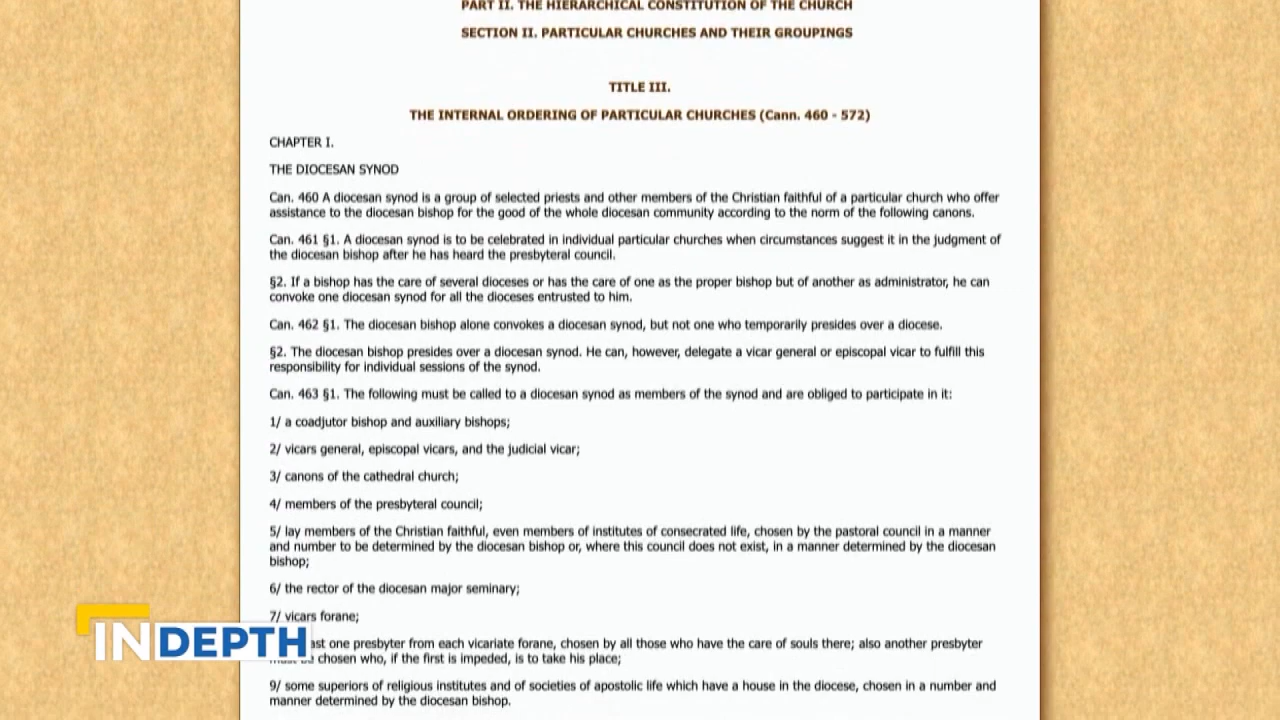 PART II. THE HIERARCHICAL CONSTITUTION OF THE CHURCH
SECTION II. PARTICULAR CHURCHES AND THEIR GROUPINGS
TITLE III.
THE INTERNAL ORDERING OF PARTICULAR CHURCHES (Cann. 460 - 572)
CHAPTER I.
THE DIOCESAN SYNOD
Can. 460 A diocesan synod is a group of selected priests and other members of the Christian faithful of a particular church who offer
assistance to the diocesan bishop for the good of the whole diocesan community according to the norm of the following canons.
Can. 461 §1. A diocesan synod is to be celebrated in individual particular churches when circumstances suggest it in the judgment of
the diocesan bishop after he has heard the presbyteral council.
§2. If a bishop has the care of several dioceses or has the care of one as the proper bishop but of another as administrator, he can
convoke one diocesan synod for all the dioceses entrusted to him.
Can. 462 §1. The diocesan bishop alone convokes a diocesan synod, but not one who temporarily presides over a diocese.
§2. The diocesan bishop presides over a diocesan synod. He can, however, delegate a vicar general or episcopal vicar to fulfill this
responsibility for individual sessions of the synod.
Can. 463 §1. The following must be called to a diocesan synod as members of the synod and are obliged to participate in it:
1/ a coadjutor bishop and auxiliary bishops;
2/ vicars general, episcopal vicars, and the judicial vicar;
3/ canons of the cathedral church;
4/ members of the presbyteral council;
5/ lay members of the Christian faithful, even members of institutes of consecrated life, chosen by the pastoral council in a manner
and number to be determined by the diocesan bishop or, where this council does not exist, in a manner determined by the diocesan
bishop;
6/ the rector of the diocesan major seminary;
7/ vicars forane;
one presbyter from each vicariate forane, chosen by all those who have the care of souls there; also another presbyter
chosen who, if the first is impeded, is to take his place;
INDEPTH
9/ some superiors of religious institutes and of societies of apostolic life which have a house in the diocese, chosen in a number and
manner determined by the diocesan bishop.